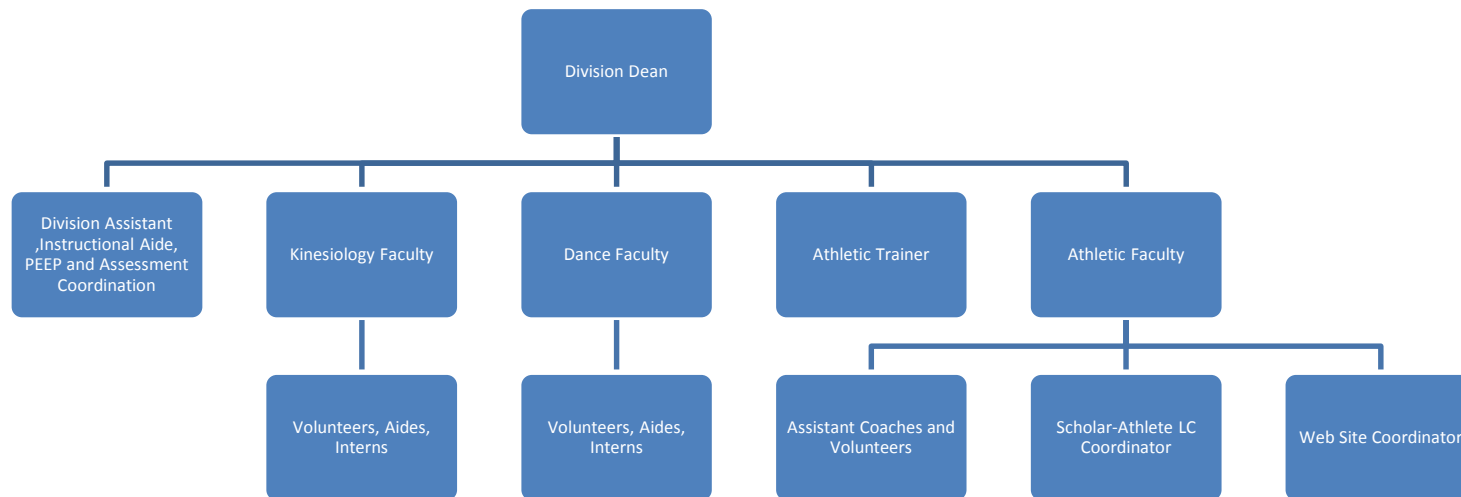 Division Dean
Division Assistant
,Instructional Aide,
PEEP and Assessment
Coordination
Kinesiology Faculty
Dance Faculty
Athletic Trainer
Athletic Faculty
Volunteers, Aides,
Interns
Volunteers, Aides,
Interns
Assistant Coaches and
Volunteers
Scholar-Athlete LC
Coordinator
Web Site Coordinator